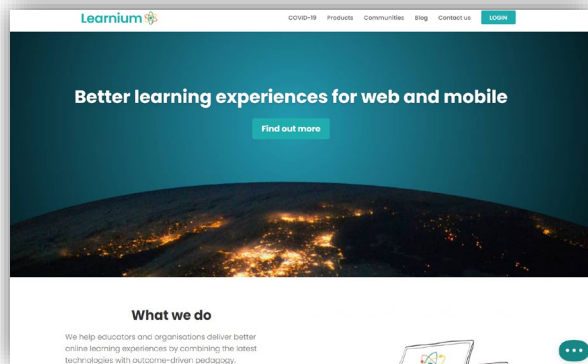 Learnium
COVID-19 Products Communities Blog Contact us LOGIN
Better learning experiences for web and mobile
Find out more
What we do
We help educators and organisations deliver better
online learning experiences by combining the latest
technologies with outcome-driven pedagogy.